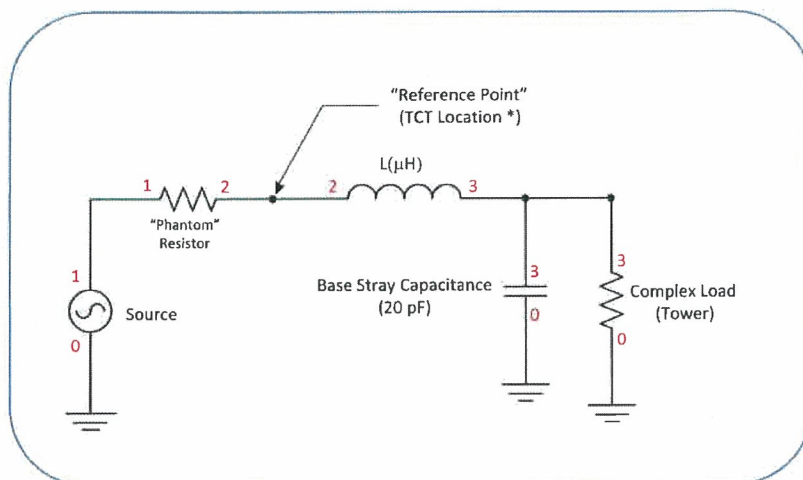 "Reference Point"
(TCT Location *)
L(μH)
1
2
2
3
"Phantom"
Resistor
1
3
3
Base Stray Capacitance
(20 pF)
Complex Load
(Tower)
Source
0
0
0